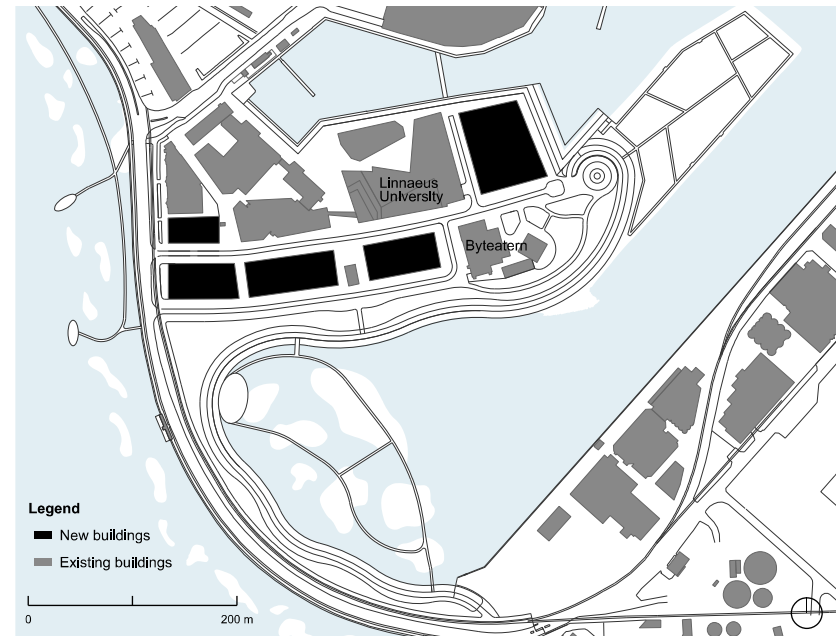 Linnaeus
University
Byteatern
Legend
New buildings
Existing buildings
0
200 m